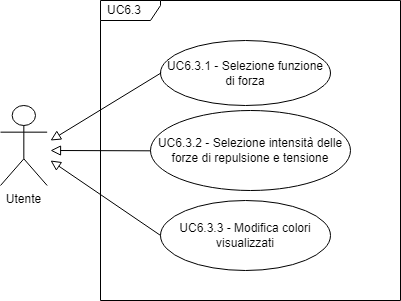 UC6.3
UC6.3.1 - Selezione funzione
di forza
UC6.3.2 - Selezione intensità delle
forze di repulsione e tensione
Utente
UC6.3.3 - Modifica colori
visualizzati